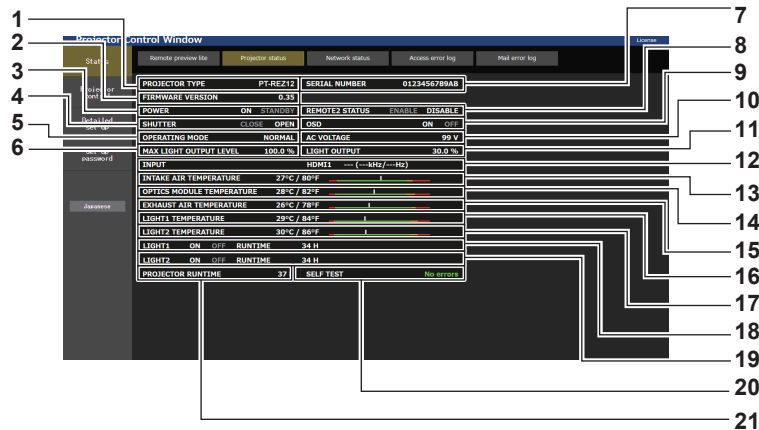 1
2
3
4
5
6
7
8
9
10
11
12
13
14
15
16
17
18
19
20
21
Projector Control Window
License
Status
Remote preview lite
Projector status
Network status
Access error log
Mail error log
Projector control
Detailed set up
Set up password
Japanese
PROJECTOR TYPE PT-REZ12 SERIAL NUMBER 0123456789AB
FIRMWARE VERSION 0.35
POWER ON STANDBY REMOTE2 STATUS ENABLE DISABLE
SHUTTER CLOSE OPEN OSD ON OFF
OPERATING MODE NORMAL AC VOLTAGE 99 V
MAX LIGHT OUTPUT LEVEL 100.0 % LIGHT OUTPUT 30.0 %
INPUT HDMI1 --- (---kHz/---Hz)
INTAKE AIR TEMPERATURE 27°C / 80°F
OPTICS MODULE TEMPERATURE 28°C / 82°F
EXHAUST AIR TEMPERATURE 26°C / 78°F
LIGHT1 TEMPERATURE 29°C / 84°F
LIGHT2 TEMPERATURE 30°C / 86°F
LIGHT1 ON OFF RUNTIME 34 H
LIGHT2 ON OFF RUNTIME 34 H
PROJECTOR RUNTIME 37 SELF TEST No errors